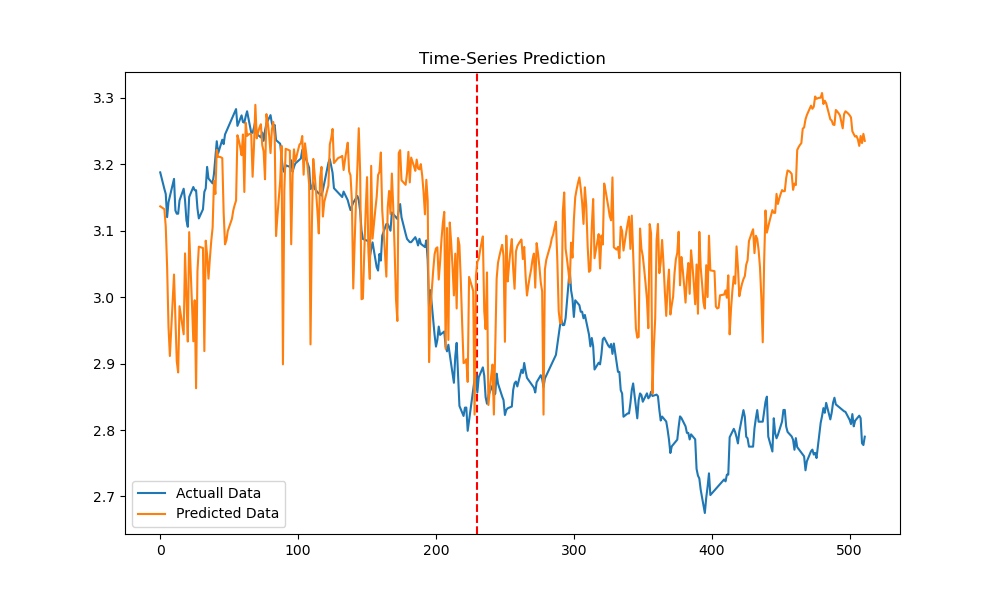 Time-Series Prediction
3.3
3.2
3.1
3.0
2.9
2.8
2.7
Actuall Data
Predicted Data
0 100 200 300 400 500